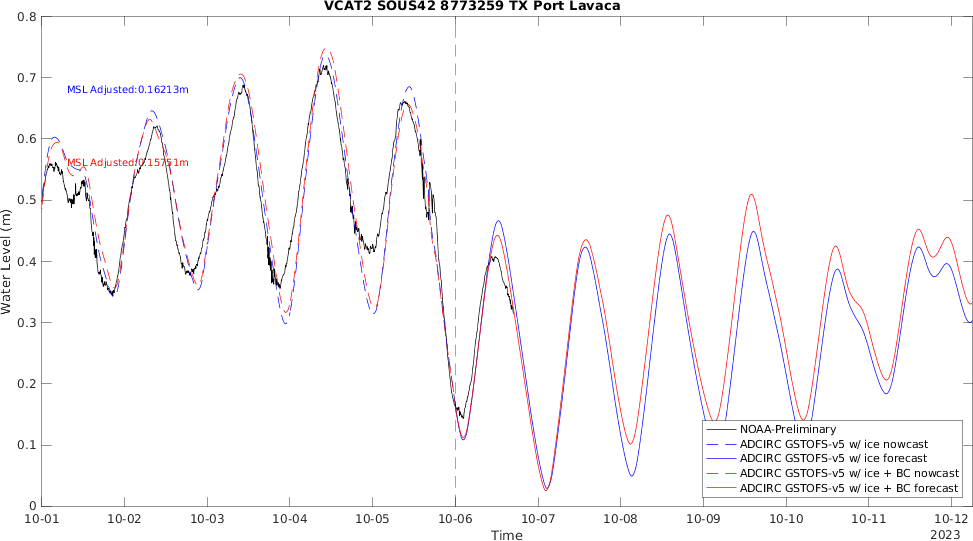 VCAT2 SOUS42 8773259 TX Port Lavaca
0.8
0.7
0.6
0.5
0.4
0.3
0.2
0.1
0
Water Level (m)
MSL Adjusted:0.16213m
MSL Adjusted:0.15751m
NOAA-Preliminary
ADCIRC GSTOFS-v5 w/ ice nowcast
ADCIRC GSTOFS-v5 w/ ice forecast
ADCIRC GSTOFS-v5 w/ ice + BC nowcast
ADCIRC GSTOFS-v5 w/ ice + BC forecast
10-01 10-02 10-03 10-04 10-05 10-06 10-07 10-08 10-09 10-10 10-11 10-12
Time
2023